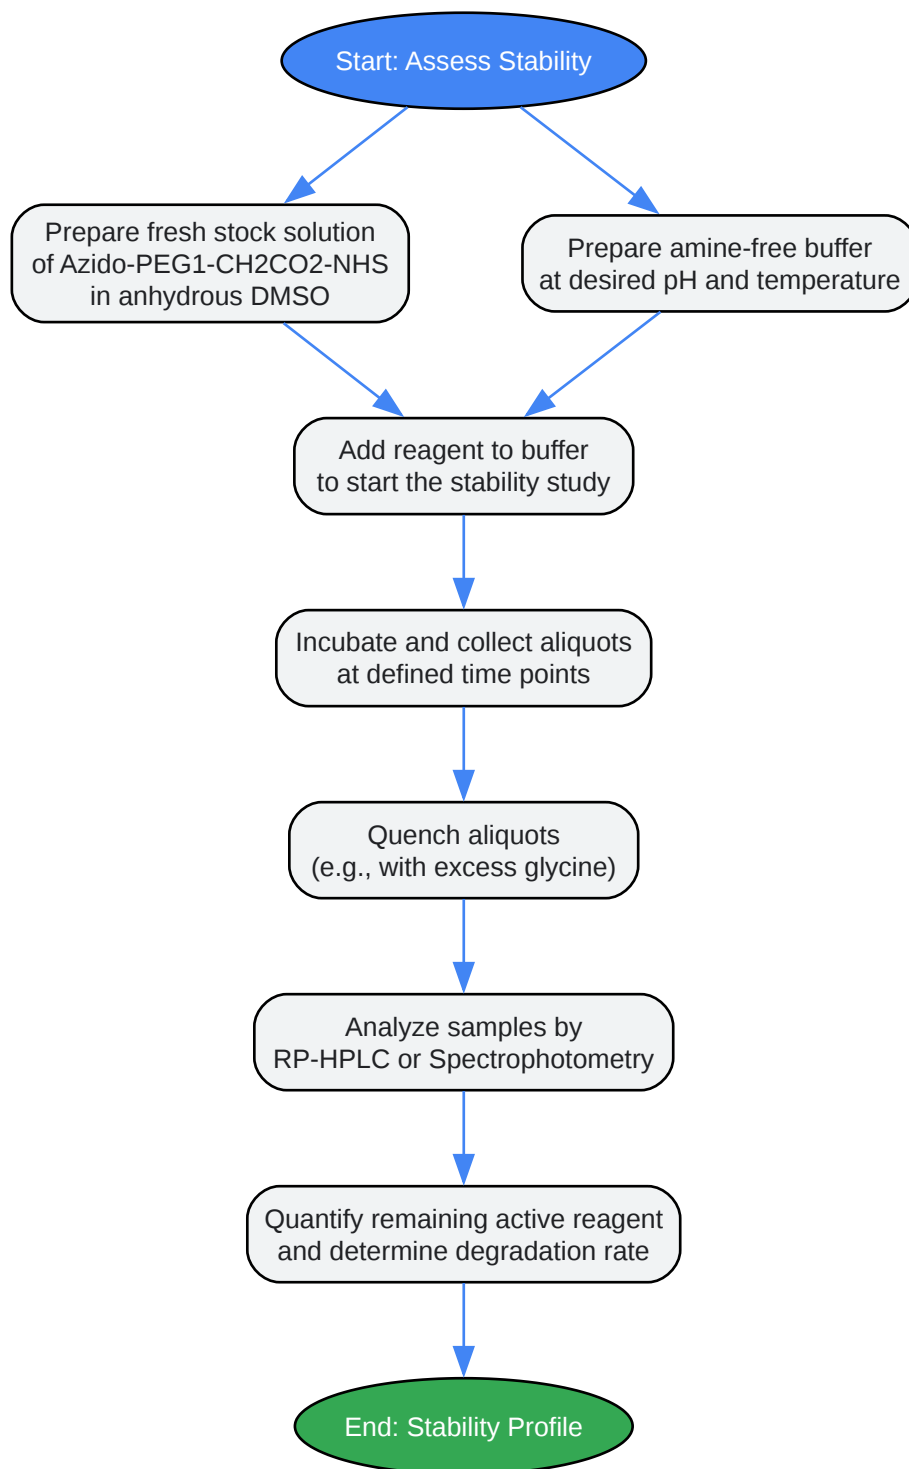 Start: Assess Stability
Prepare fresh stock solution
of Azido-PEG1-CH2CO2-NHS
in anhydrous DMSO
Prepare amine-free buffer
at desired pH and temperature
Add reagent to buffer
to start the stability study
Incubate and collect aliquots
at defined time points
Quench aliquots
(e.g., with excess glycine)
Analyze samples by
RP-HPLC or Spectrophotometry
Quantify remaining active reagent
and determine degradation rate
End: Stability Profile